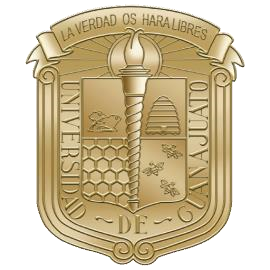 LA VERDAD OS HARA LIBRES
UNIVERSIDAD
~DE~
GUANAJUATO